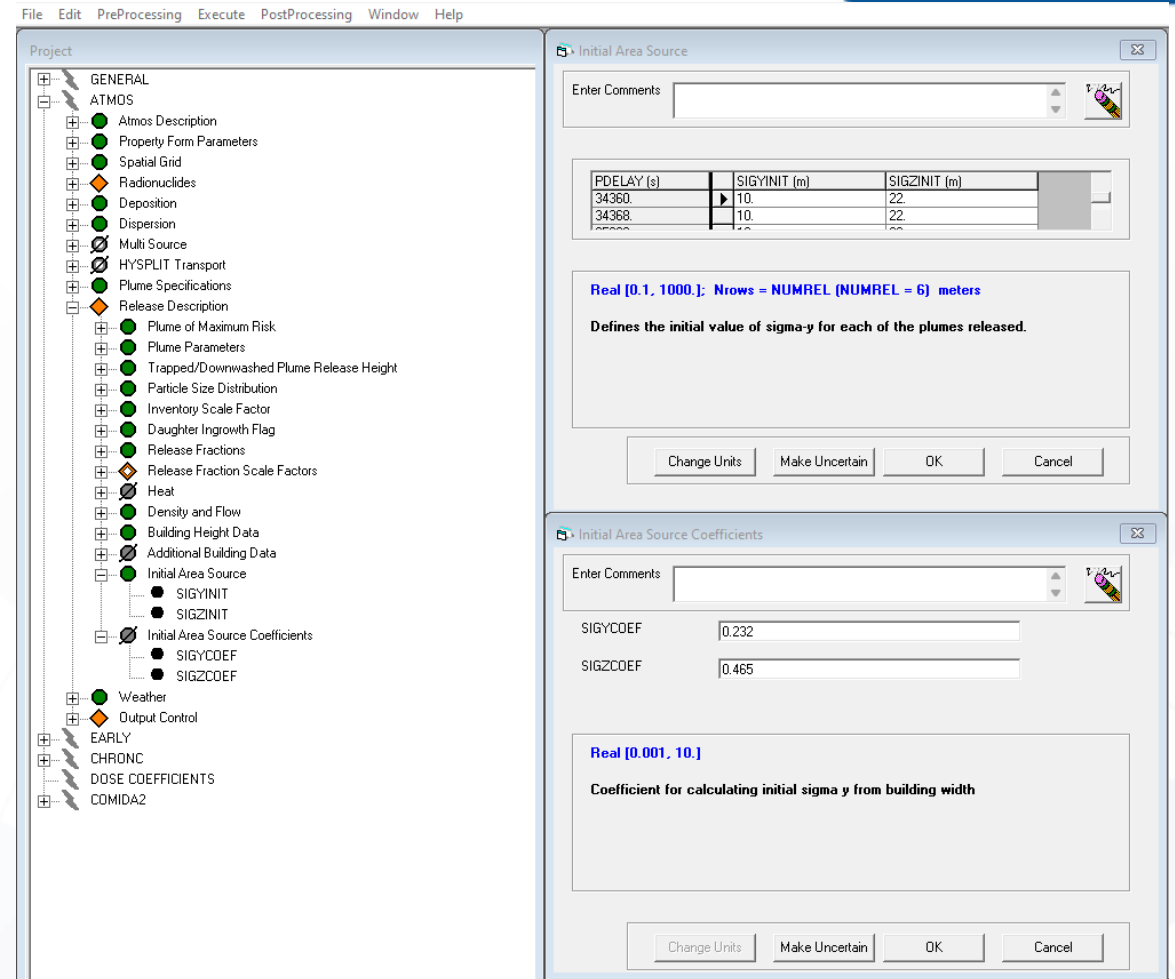 File Edit PreProcessing Execute PostProcessing Window Help
Project
GENERAL
ATMOS
Atmos Description
Property Form Parameters
Spatial Grid
Radionuclides
Deposition
Dispersion
Multi Source
HYSPLIT Transport
Plume Specifications
Release Description
Plume of Maximum Risk
Plume Parameters
Trapped/Downwashed Plume Release Height
Particle Size Distribution
Inventory Scale Factor
Daughter Ingrowth Flag
Release Fractions
Release Fraction Scale Factors
Heat
Density and Flow
Building Height Data
Additional Building Data
Initial Area Source
SIGYINIT
SIGZINIT
Initial Area Source Coefficients
SIGYCOEF
SIGZCOEF
Weather
Output Control
EARLY
CHRONC
DOSE COEFFICIENTS
COMIDA2
Initial Area Source
Enter Comments
PDELAY (s) SIGYINIT (m) SIGZINIT (m)
34360. 10. 22.
34368. 10. 22.
Real [0.1, 1000.]; Nrows = NUMREL (NUMREL = 6) meters
Defines the initial value of sigma-y for each of the plumes released.
Change Units Make Uncertain OK Cancel
Initial Area Source Coefficients
Enter Comments
SIGYCOEF 0.232
SIGZCOEF 0.465
Real [0.001, 10.]
Coefficient for calculating initial sigma y from building width
Change Units Make Uncertain OK Cancel